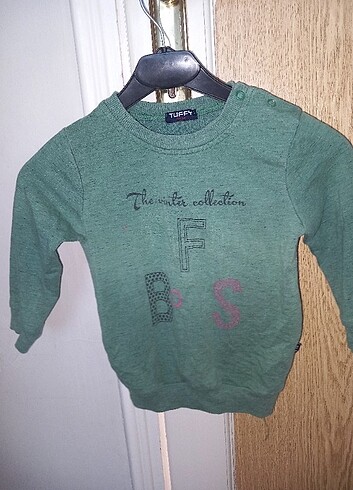 TUFFY
The winter collection
F
B S